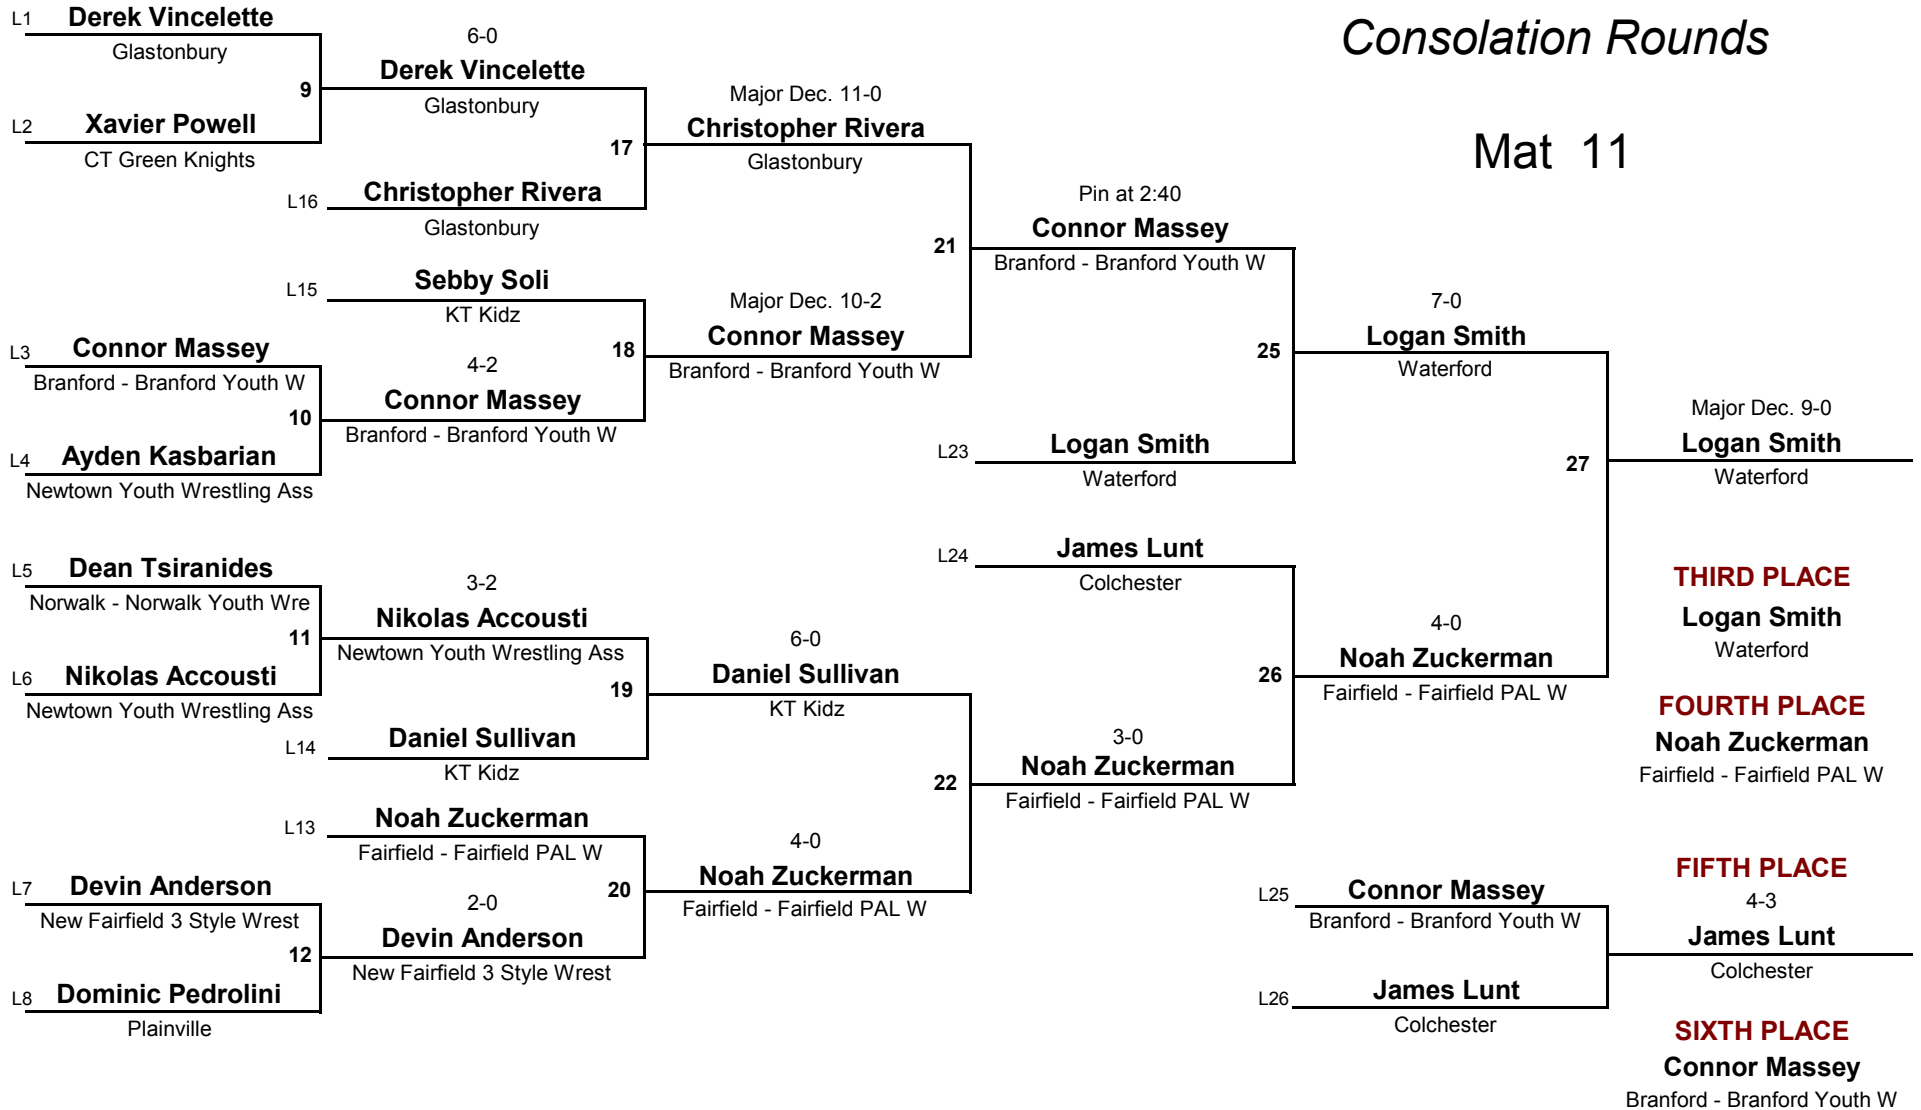 Consolation Rounds
Mat 11
L1 Derek Vincelette
Glastonbury
9
L2 Xavier Powell
CT Green Knights
L3 Connor Massey
Branford - Branford Youth W
10
L4 Ayden Kasbarian
Newtown Youth Wrestling Ass
L5 Dean Tsiranides
Norwalk - Norwalk Youth Wre
11
L6 Nikolas Accousti
Newtown Youth Wrestling Ass
L7 Devin Anderson
New Fairfield 3 Style Wrest
12
L8 Dominic Pedrolini
Plainville
6-0
Derek Vincelette
Glastonbury
17
L16 Christopher Rivera
Glastonbury
L15 Sebby Soli
KT Kidz
18
4-2
Connor Massey
Branford - Branford Youth W
3-2
Nikolas Accousti
Newtown Youth Wrestling Ass
19
L14 Daniel Sullivan
KT Kidz
L13 Noah Zuckerman
Fairfield - Fairfield PAL W
20
2-0
Devin Anderson
New Fairfield 3 Style Wrest
Major Dec. 11-0
Christopher Rivera
Glastonbury
21
Major Dec. 10-2
Connor Massey
Branford - Branford Youth W
6-0
Daniel Sullivan
KT Kidz
22
4-0
Noah Zuckerman
Fairfield - Fairfield PAL W
Pin at 2:40
Connor Massey
Branford - Branford Youth W
25
L23 Logan Smith
Waterford
L24 James Lunt
Colchester
26
3-0
Noah Zuckerman
Fairfield - Fairfield PAL W
7-0
Logan Smith
Waterford
27
4-0
Noah Zuckerman
Fairfield - Fairfield PAL W
L25 Connor Massey
Branford - Branford Youth W
L26 James Lunt
Colchester
Major Dec. 9-0
Logan Smith
Waterford
THIRD PLACE
Logan Smith
Waterford
FOURTH PLACE
Noah Zuckerman
Fairfield - Fairfield PAL W
FIFTH PLACE
4-3
James Lunt
Colchester
SIXTH PLACE
Connor Massey
Branford - Branford Youth W